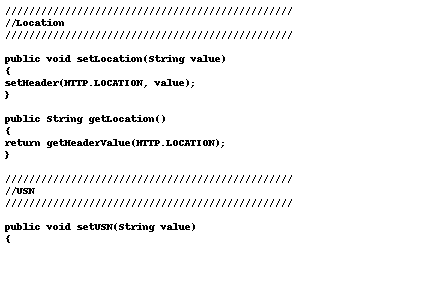 ////////////////////////////////////////////////
//Location
////////////////////////////////////////////////
public void setLocation(String value)
{
setHeader(HTTP.LOCATION, value);
}
public String getLocation()
{
return getHeaderValue(HTTP.LOCATION);
}
////////////////////////////////////////////////
//USN
////////////////////////////////////////////////
public void setUSN(String value)
{